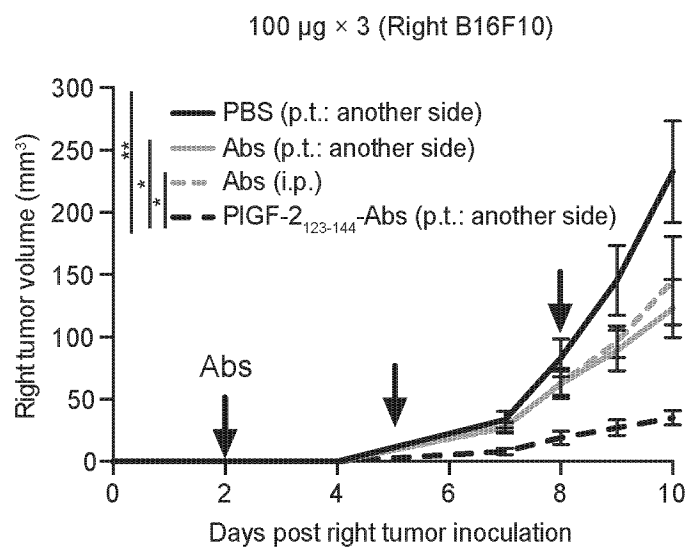 100 µg × 3 (Right B16F10)
300
250
200
150
100
50
0
Right tumor volume (mm³)
**
*
*
PBS (p.t.: another side)
Abs (p.t.: another side)
Abs (i.p.)
PlGF-2₁₂₃₋₁₄₄-Abs (p.t.: another side)
Abs
0 2 4 6 8 10
Days post right tumor inoculation